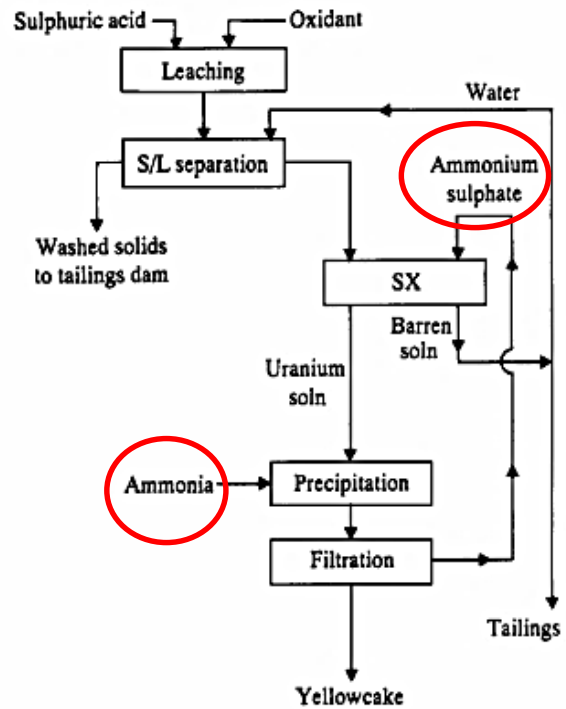 Sulphuric acid
Oxidant
Leaching
Water
S/L separation
Ammonium
sulphate
Washed solids
to tailings dam
SX
Barren
soln
Uranium
soln
Ammonia
Precipitation
Filtration
Tailings
Yellowcake